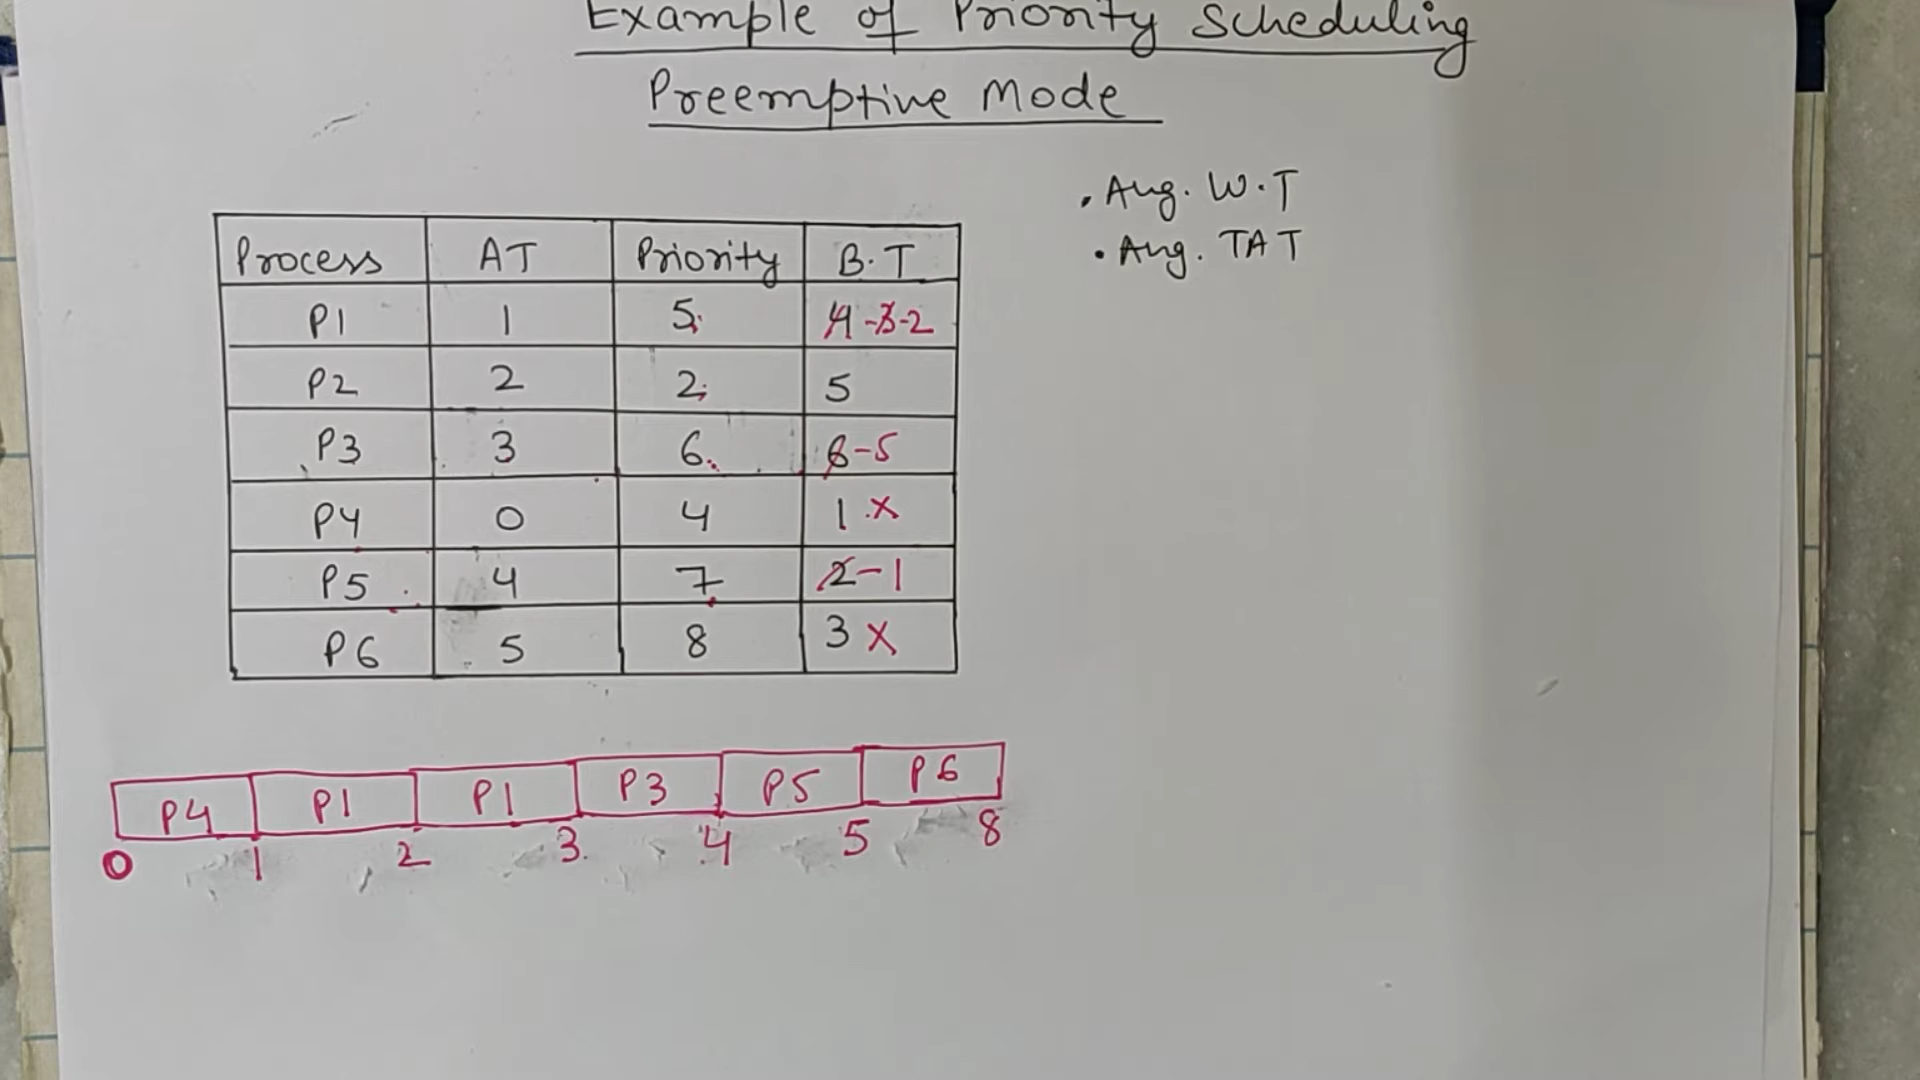 Example of Priority Scheduling
Preemptive Mode
• Avg. W.T
• Avg. TAT
Process AT Priority B.T
P1 1 5 4-3-2
P2 2 2 5
P3 3 6 6-5
P4 0 4 1 x
P5 4 7 2-1
P6 5 8 3 x
P4 P1 P1 P3 P5 P6
0 1 2 3 4 5 8